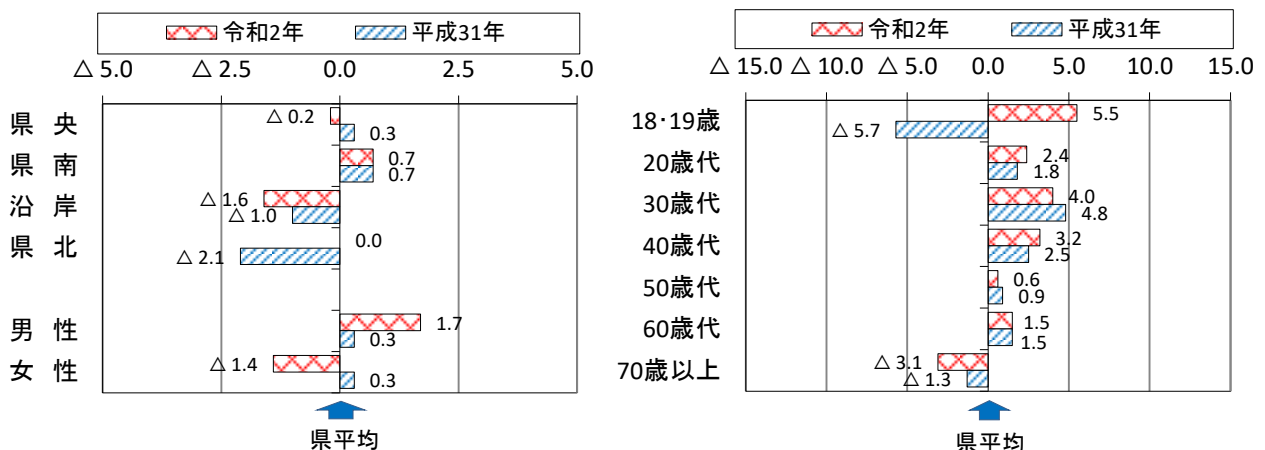 令和2年 平成31年
△ 5.0 △ 2.5 0.0 2.5 5.0
県 央 △ 0.2 0.3
県 南 0.7 0.7
沿 岸 △ 1.6 △ 1.0
県 北 0.0 △ 2.1
男 性 1.7 0.3
女 性 △ 1.4 0.3
県平均
令和2年 平成31年
△ 15.0 △ 10.0 △ 5.0 0.0 5.0 10.0 15.0
18･19歳 5.5 △ 5.7
20歳代 2.4 1.8
30歳代 4.0 4.8
40歳代 3.2 2.5
50歳代 0.6 0.9
60歳代 1.5 1.5
70歳以上 △ 3.1 △ 1.3
県平均